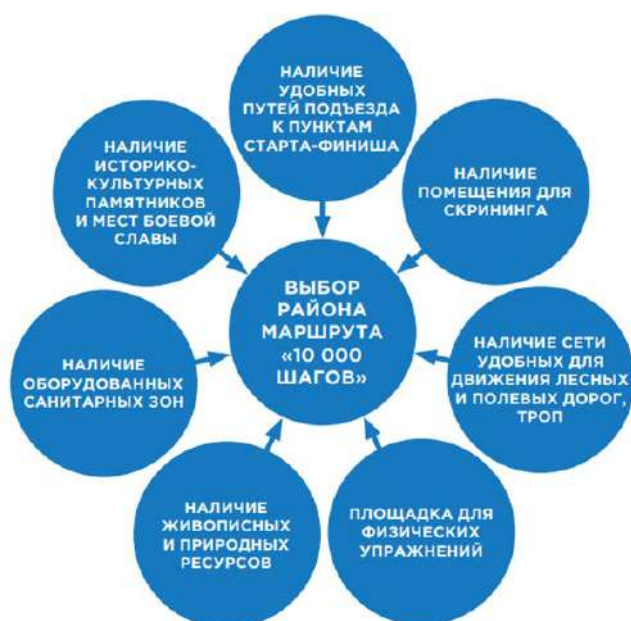 НАЛИЧИЕ
УДОБНЫХ
ПУТЕЙ ПОДЪЕЗДА
К ПУНКТАМ
СТАРТА-ФИНИША
НАЛИЧИЕ
ИСТОРИКО-
КУЛЬТУРНЫХ
ПАМЯТНИКОВ
И МЕСТ БОЕВОЙ
СЛАВЫ
НАЛИЧИЕ
ПОМЕЩЕНИЯ ДЛЯ
СКРИНИНГА
ВЫБОР
РАЙОНА
МАРШРУТА
«10 000
ШАГОВ»
НАЛИЧИЕ
ОБОРУДОВАННЫХ
САНИТАРНЫХ ЗОН
НАЛИЧИЕ СЕТИ
УДОБНЫХ ДЛЯ
ДВИЖЕНИЯ ЛЕСНЫХ
И ПОЛЕВЫХ ДОРОГ,
ТРОП
НАЛИЧИЕ
ЖИВОПИСНЫХ
И ПРИРОДНЫХ
РЕСУРСОВ
ПЛОЩАДКА ДЛЯ
ФИЗИЧЕСКИХ
УПРАЖНЕНИЙ